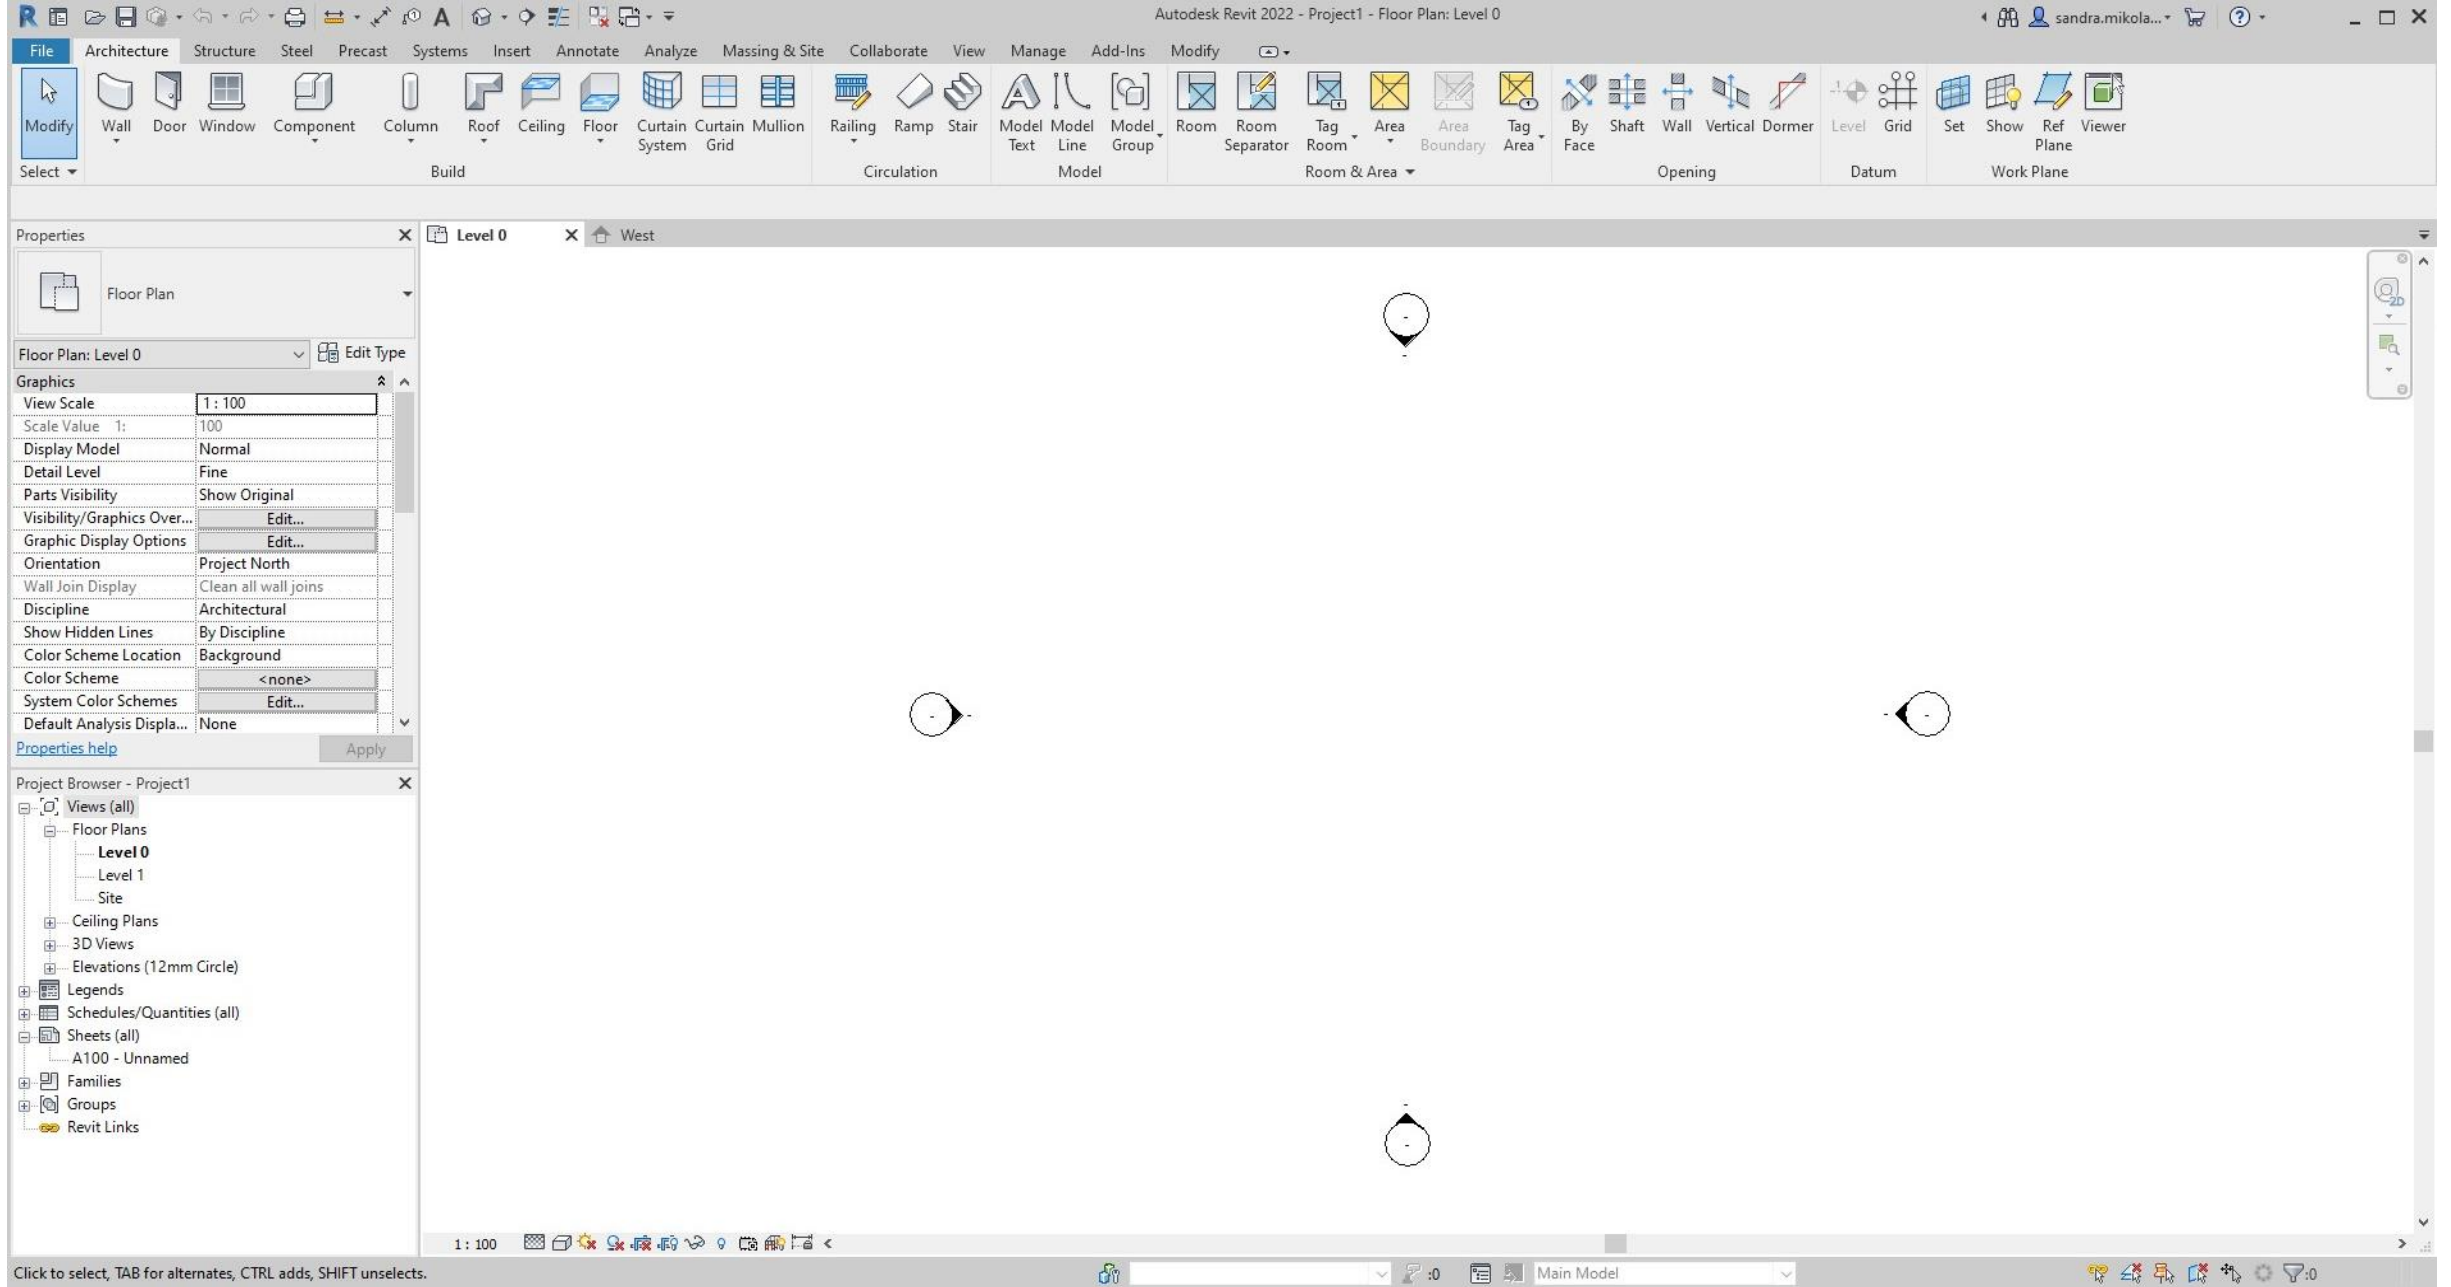 Autodesk Revit 2022 - Project1 - Floor Plan: Level 0
sandra.mikola...
File Architecture Structure Steel Precast Systems Insert Annotate Analyze Massing & Site Collaborate View Manage Add-Ins Modify
Modify Wall Door Window Component Column Roof Ceiling Floor Curtain System Curtain Grid Mullion Railing Ramp Stair Model Text Model Line Model Group Room Room Separator Tag Room Area Area Boundary Tag Area By Face Shaft Wall Vertical Dormer Level Grid Set Show Ref Plane Viewer
Select Build Circulation Model Room & Area Opening Datum Work Plane
Properties
Level 0 West
2D
Floor Plan
Floor Plan: Level 0 Edit Type
Graphics
View Scale 1 : 100
Scale Value 1: 100
Display Model Normal
Detail Level Fine
Parts Visibility Show Original
Visibility/Graphics Over... Edit...
Graphic Display Options Edit...
Orientation Project North
Wall Join Display Clean all wall joins
Discipline Architectural
Show Hidden Lines By Discipline
Color Scheme Location Background
Color Scheme <none>
System Color Schemes Edit...
Default Analysis Displa... None
Properties help Apply
Project Browser - Project1
Views (all)
Floor Plans
Level 0
Level 1
Site
Ceiling Plans
3D Views
Elevations (12mm Circle)
Legends
Schedules/Quantities (all)
Sheets (all)
A100 - Unnamed
Families
Groups
Revit Links
1 : 100
Click to select, TAB for alternates, CTRL adds, SHIFT unselects.
:0 Main Model :0